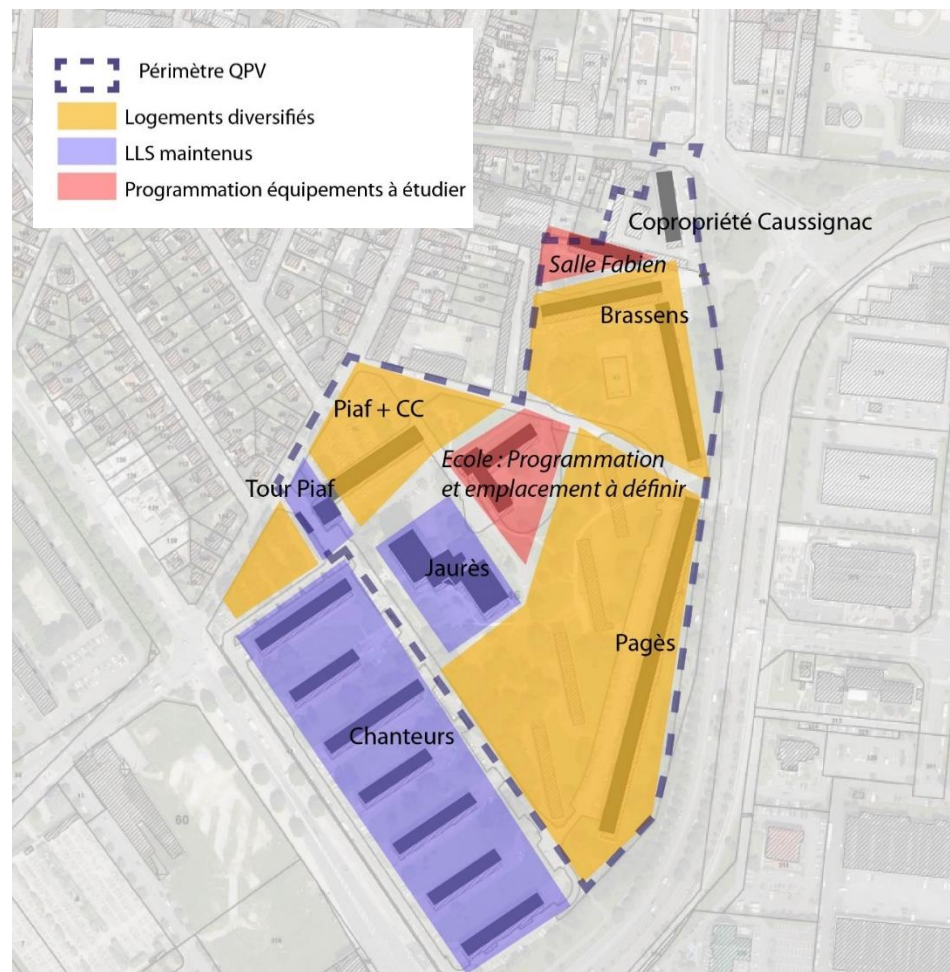 Périmètre QPV
Logements diversifiés
LLS maintenus
Programmation équipements à étudier
Copropriété Caussignac
Salle Fabien
Brassens
Piaf + CC
Ecole : Programmation
et emplacement à définir
Tour Piaf
Jaurès
Pagès
Chanteurs
60